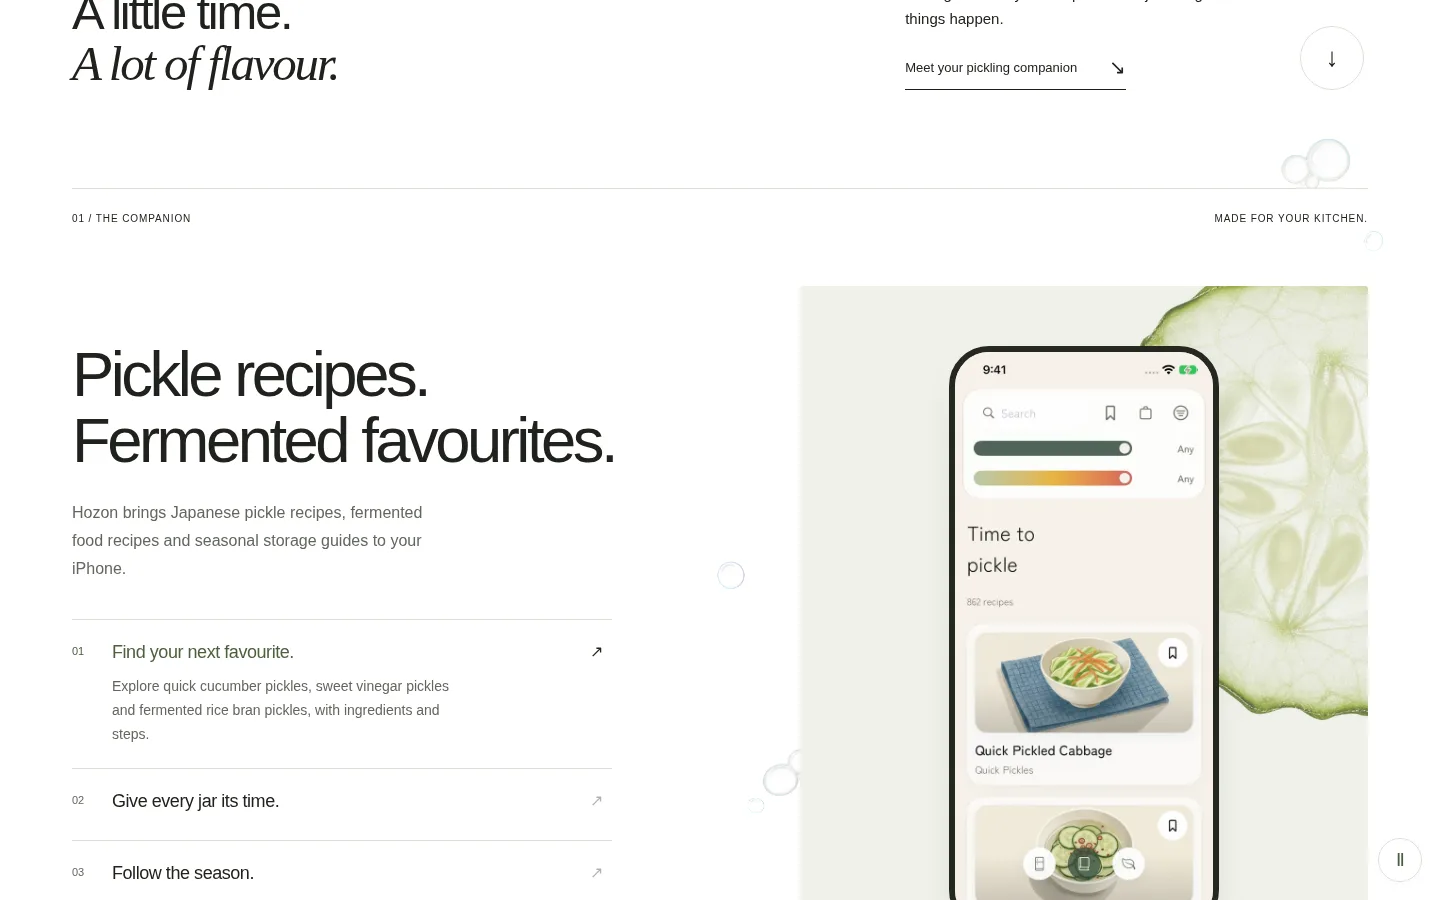 A little time.
A lot of flavour.
things happen.
Meet your pickling companion ↘
↓
01 / THE COMPANION
MADE FOR YOUR KITCHEN.
Pickle recipes.
Fermented favourites.
Hozon brings Japanese pickle recipes, fermented
food recipes and seasonal storage guides to your
iPhone.
01 Find your next favourite. ↗
Explore quick cucumber pickles, sweet vinegar pickles
and fermented rice bran pickles, with ingredients and
steps.
02 Give every jar its time. ↗
03 Follow the season. ↗
9:41
Search
Any
Any
Time to
pickle
862 recipes
Quick Pickled Cabbage
Quick Pickles